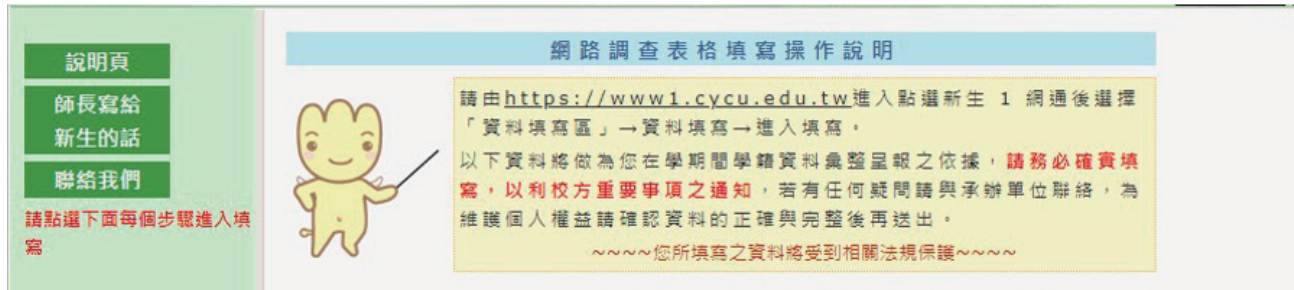 說明頁
師長寫給
新生的話
聯絡我們
請點選下面每個步驟進入填
寫
網路調查表格填寫操作說明
請由https://www1.cycu.edu.tw進入點選新生 1 網通後選擇
「資料填寫區」→資料填寫→進入填寫。
以下資料將做為您在學期間學籍資料彙整呈報之依據，請務必確實填
寫，以利校方重要事項之通知，若有任何疑問請與承辦單位聯絡，為
維護個人權益請確認資料的正確與完整後再送出。
~~~~您所填寫之資料將受到相關法規保護~~~~